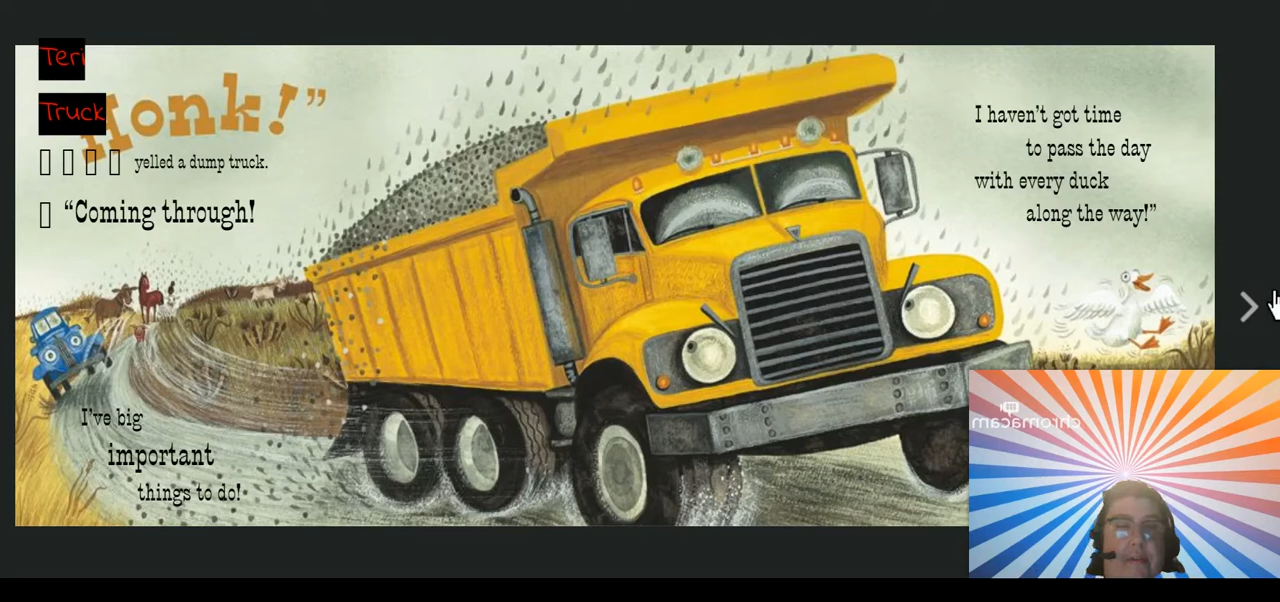 Teri
Truck
Honk!”
yelled a dump truck.
“Coming through!
I’ve big
important
things to do!
I haven’t got time
to pass the day
with every duck
along the way!”
chromacam